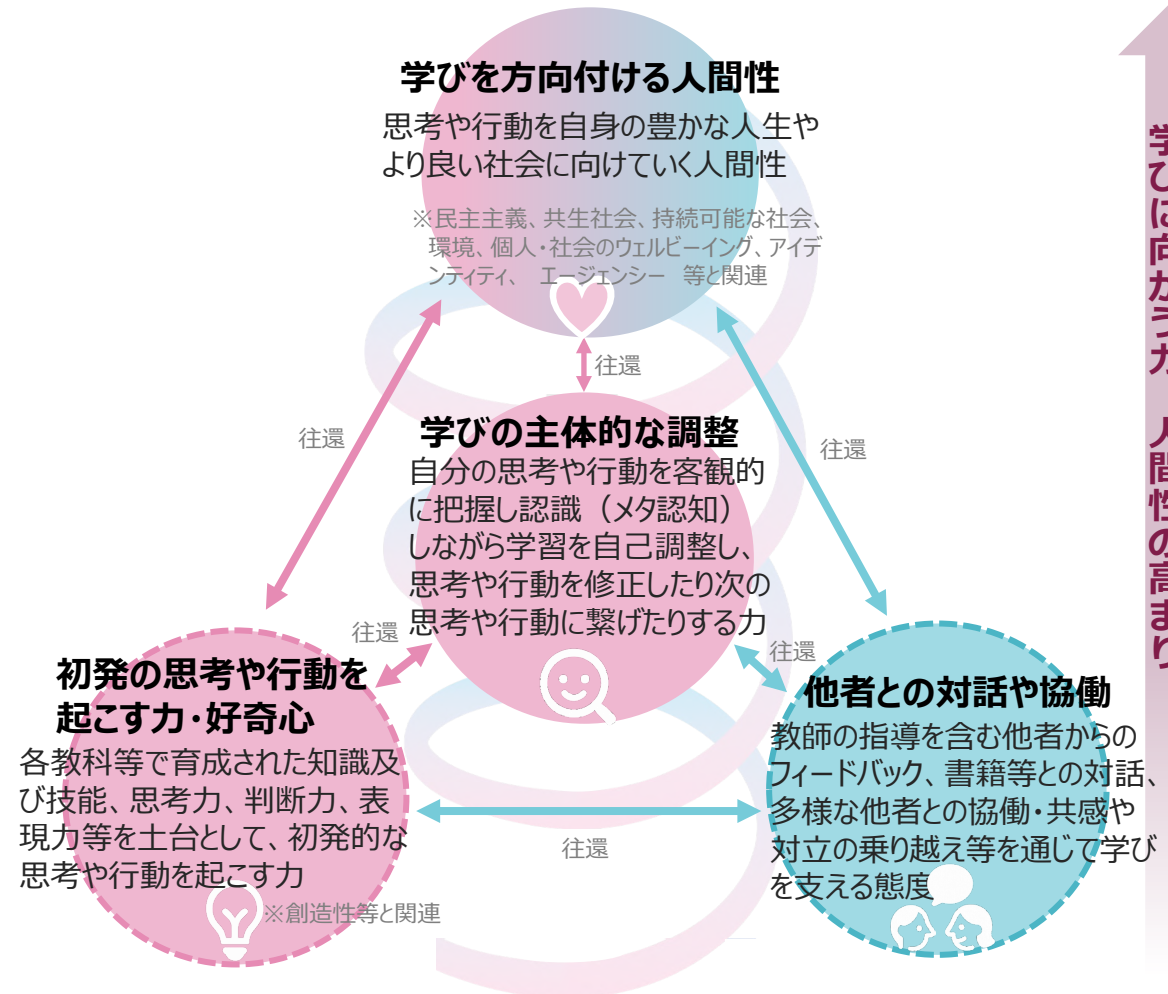 学びを方向付ける人間性
思考や行動を自身の豊かな人生や
より良い社会に向けていく人間性
※民主主義、共生社会、持続可能な社会、
環境、個人・社会のウェルビーイング、アイデ
ンティティ、 エージェンシー 等と関連
往還
往還
往還
学びの主体的な調整
自分の思考や行動を客観的
に把握し認識（メタ認知）
しながら学習を自己調整し、
思考や行動を修正したり次の
思考や行動に繋げたりする力
往還
往還
初発の思考や行動を
起こす力・好奇心
各教科等で育成された知識及
び技能、思考力、判断力、表
現力等を土台として、初発的な
思考や行動を起こす力
※創造性等と関連
往還
他者との対話や協働
教師の指導を含む他者からの
フィードバック、書籍等との対話、
多様な他者との協働・共感や
対立の乗り越え等を通じて学び
を支える態度
学びに向かう力 人間性の高まり